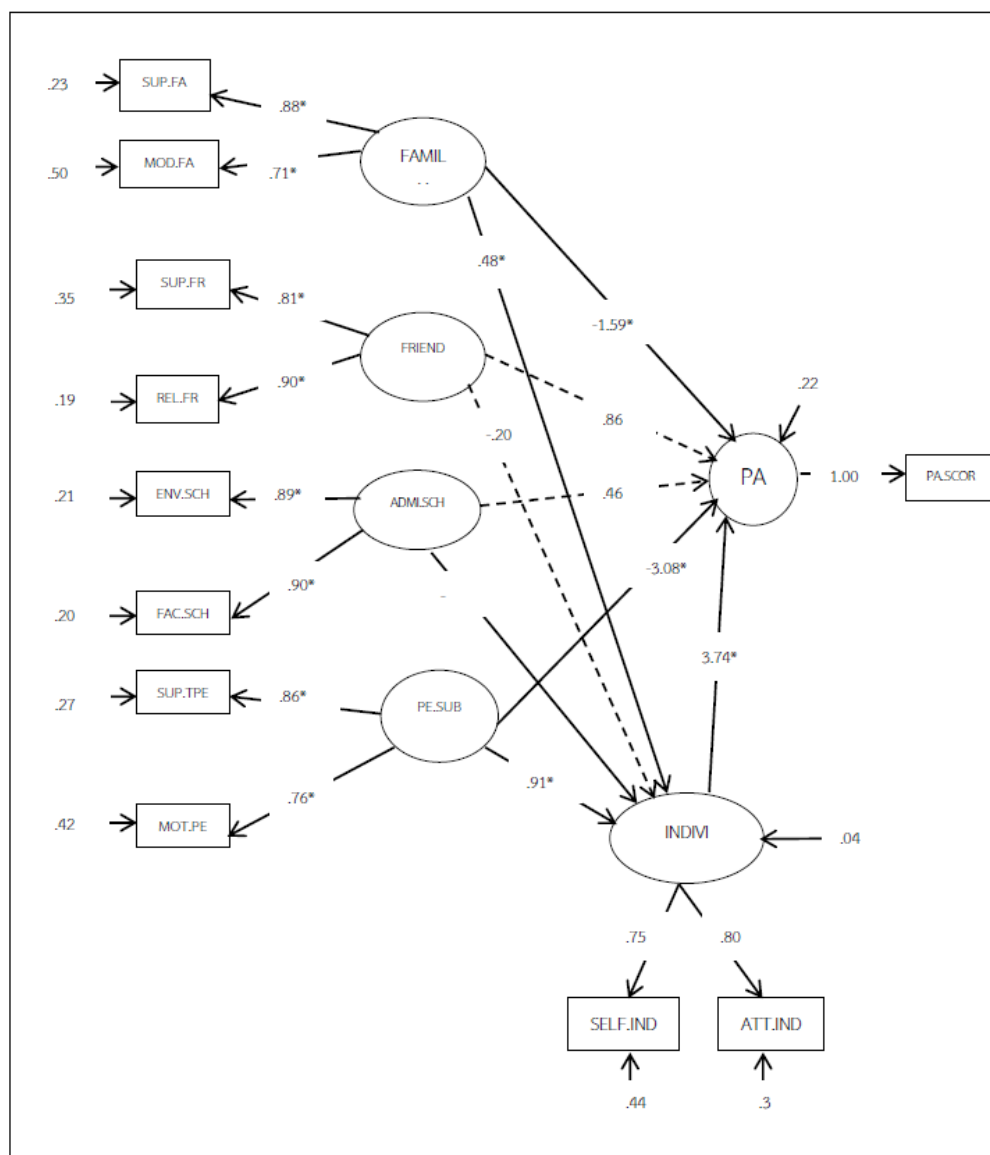 .23
SUP.FA
.88*
FAMIL
. .
.50
MOD.FA
.71*
.48*
.35
SUP.FR
.81*
-1.59*
FRIEND
.19
REL.FR
.90*
-.20
.86
.22
PA
1.00
PA.SCOR
.21
ENV.SCH
.89*
ADMI.SCH
.46
-3.08*
.20
FAC.SCH
.90*
-
3.74*
.27
SUP.TPE
.86*
PE.SUB
.91*
.42
MOT.PE
.76*
INDIVI
.04
.75
.80
SELF.IND
ATT.IND
.44
.3